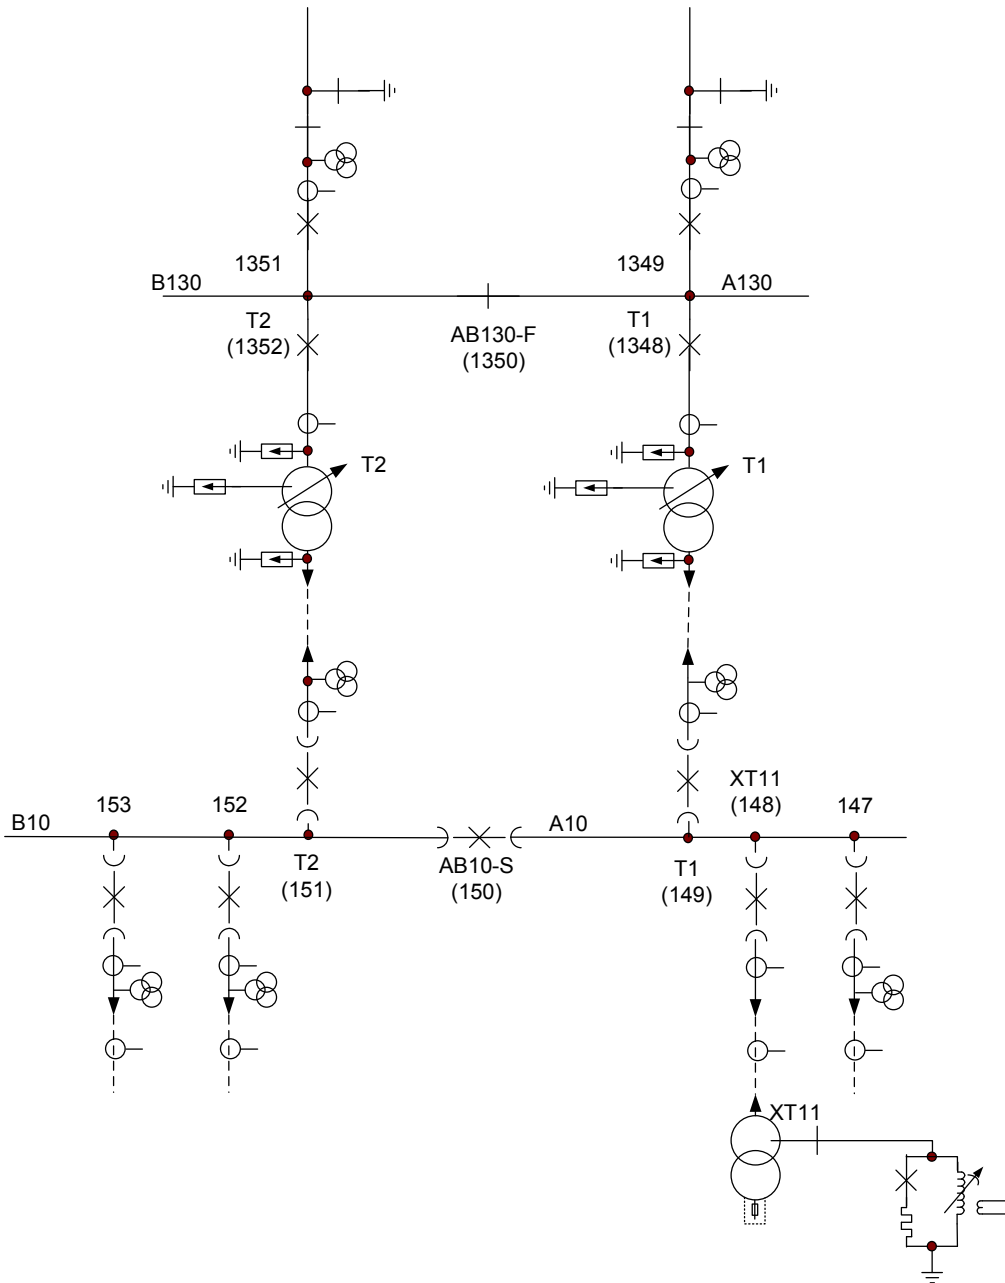 1351
1349
B130
A130
T2
(1352)
AB130-F
(1350)
T1
(1348)
T2
T1
153
152
XT11
(148)
147
B10
A10
T2
(151)
AB10-S
(150)
T1
(149)
XT11